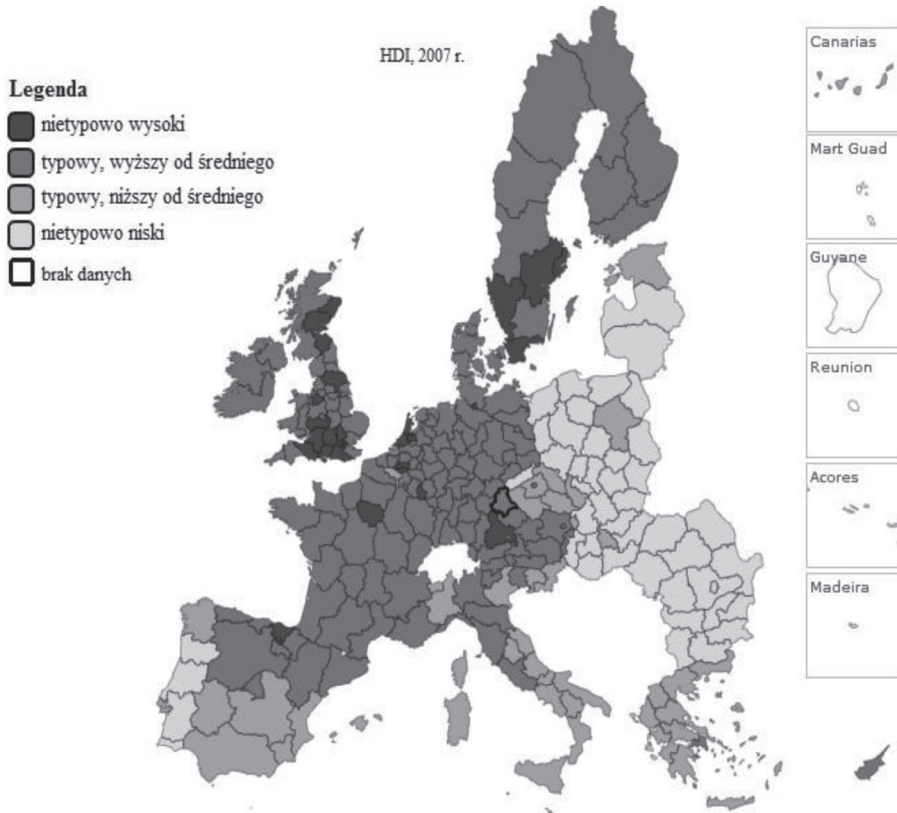 HDI, 2007 r.
Legenda
nietypowo wysoki
typowy, wyższy od średniego
typowy, niższy od średniego
nietypowo niski
brak danych
Canarias
Mart Guad
Guyane
Reunion
Acores
Madeira